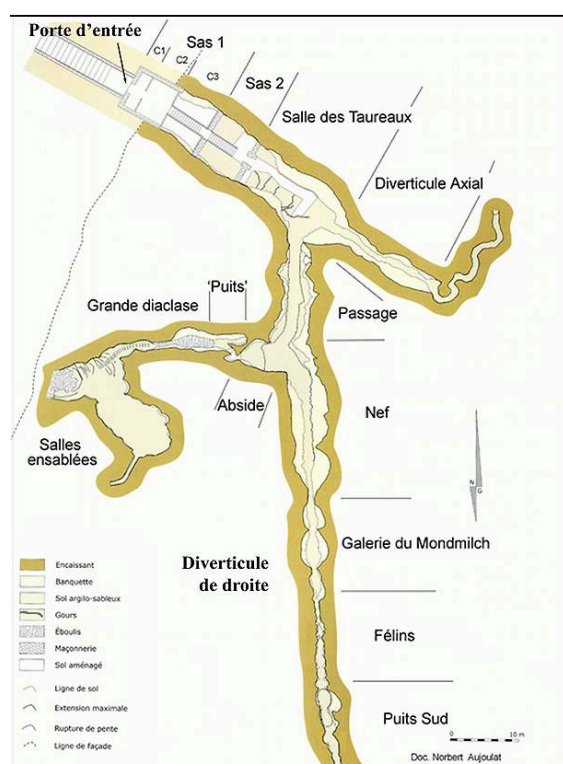 Porte d'entrée
Sas 1
C1
C2
C3
Sas 2
Salle des Taureaux
Diverticule Axial
'Puits'
Grande diaclase
Passage
Abside
Nef
Salles
ensablées
N
G
Galerie du Mondmilch
Diverticule
de droite
Félins
Puits Sud
Encaissant
Banquette
Sol argilo-sableux
Gours
Éboulis
Maçonnerie
Sol aménagé
Ligne de sol
Extension maximale
Rupture de pente
Ligne de façade
0
10 m
Doc. Norbert Aujoulat